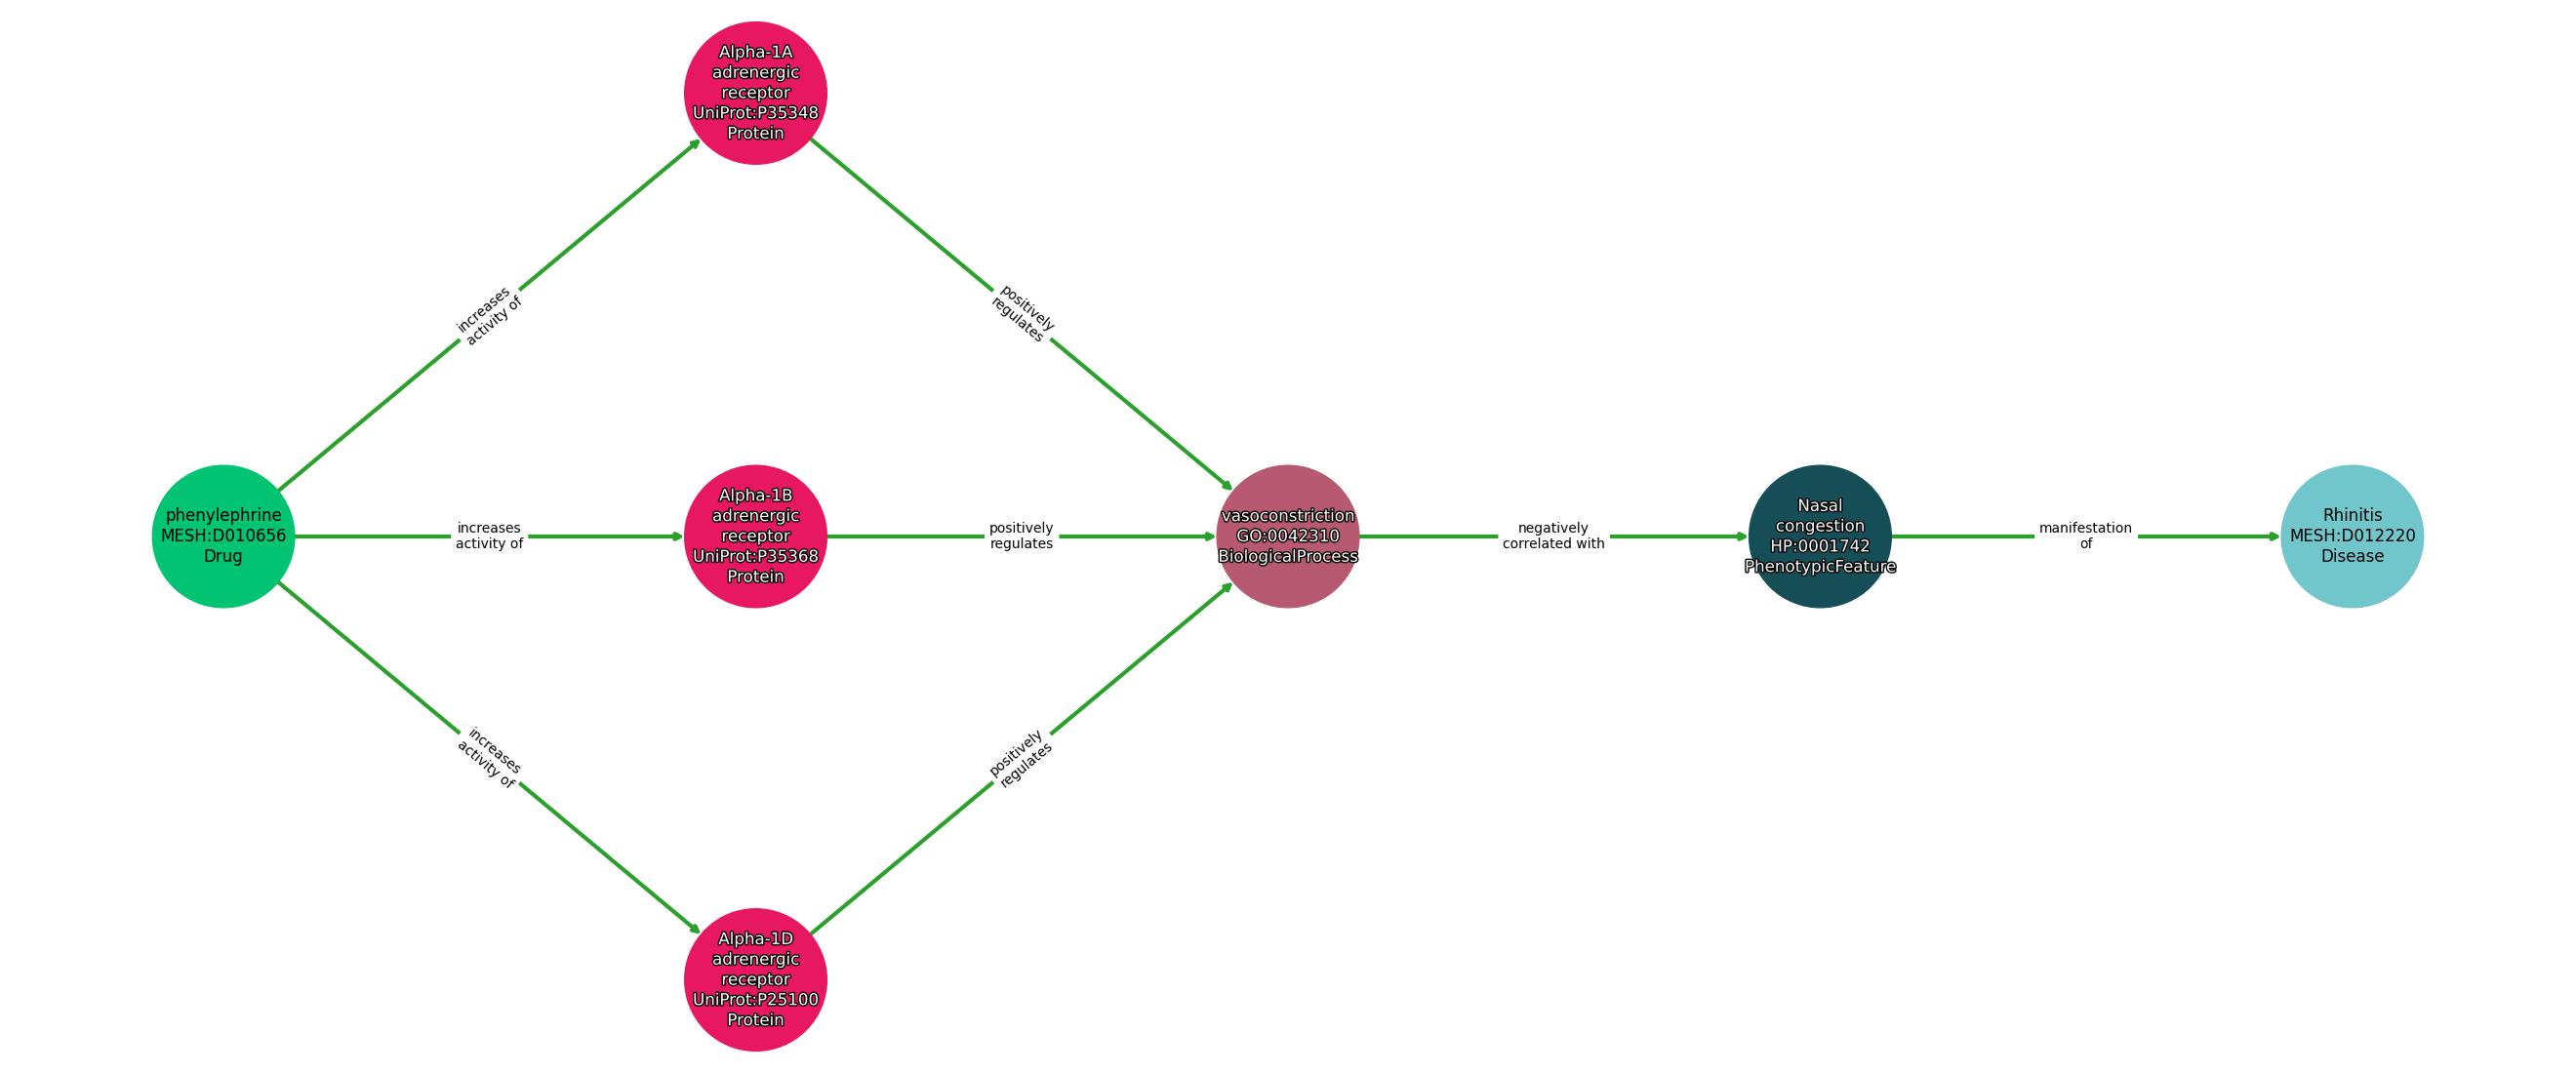 Alpha-1A
adrenergic
receptor
UniProt:P35348
Protein
increases
activity of
positively
regulates
phenylephrine
MESH:D010656
Drug
increases
activity of
Alpha-1B
adrenergic
receptor
UniProt:P35368
Protein
positively
regulates
vasoconstriction
GO:0042310
BiologicalProcess
negatively
correlated with
Nasal
congestion
HP:0001742
PhenotypicFeature
manifestation
of
Rhinitis
MESH:D012220
Disease
increases
activity of
positively
regulates
Alpha-1D
adrenergic
receptor
UniProt:P25100
Protein